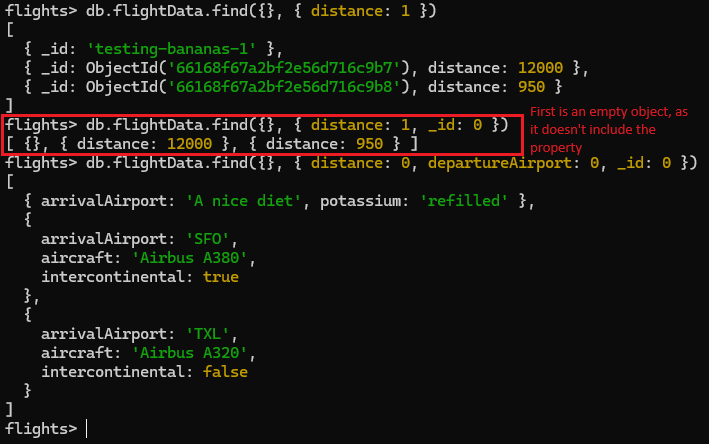 flights> db.flightData.find({}, { distance: 1 })
[
  { _id: 'testing-bananas-1' },
  { _id: ObjectId('66168f67a2bf2e56d716c9b7'), distance: 12000 },
  { _id: ObjectId('66168f67a2bf2e56d716c9b8'), distance: 950 }
]
flights> db.flightData.find({}, { distance: 1, _id: 0 })
[ {}, { distance: 12000 }, { distance: 950 } ]
First is an empty object, as
it doesn't include the
property
flights> db.flightData.find({}, { distance: 0, departureAirport: 0, _id: 0 })
[
  { arrivalAirport: 'A nice diet', potassium: 'refilled' },
  {
    arrivalAirport: 'SFO',
    aircraft: 'Airbus A380',
    intercontinental: true
  },
  {
    arrivalAirport: 'TXL',
    aircraft: 'Airbus A320',
    intercontinental: false
  }
]
flights>